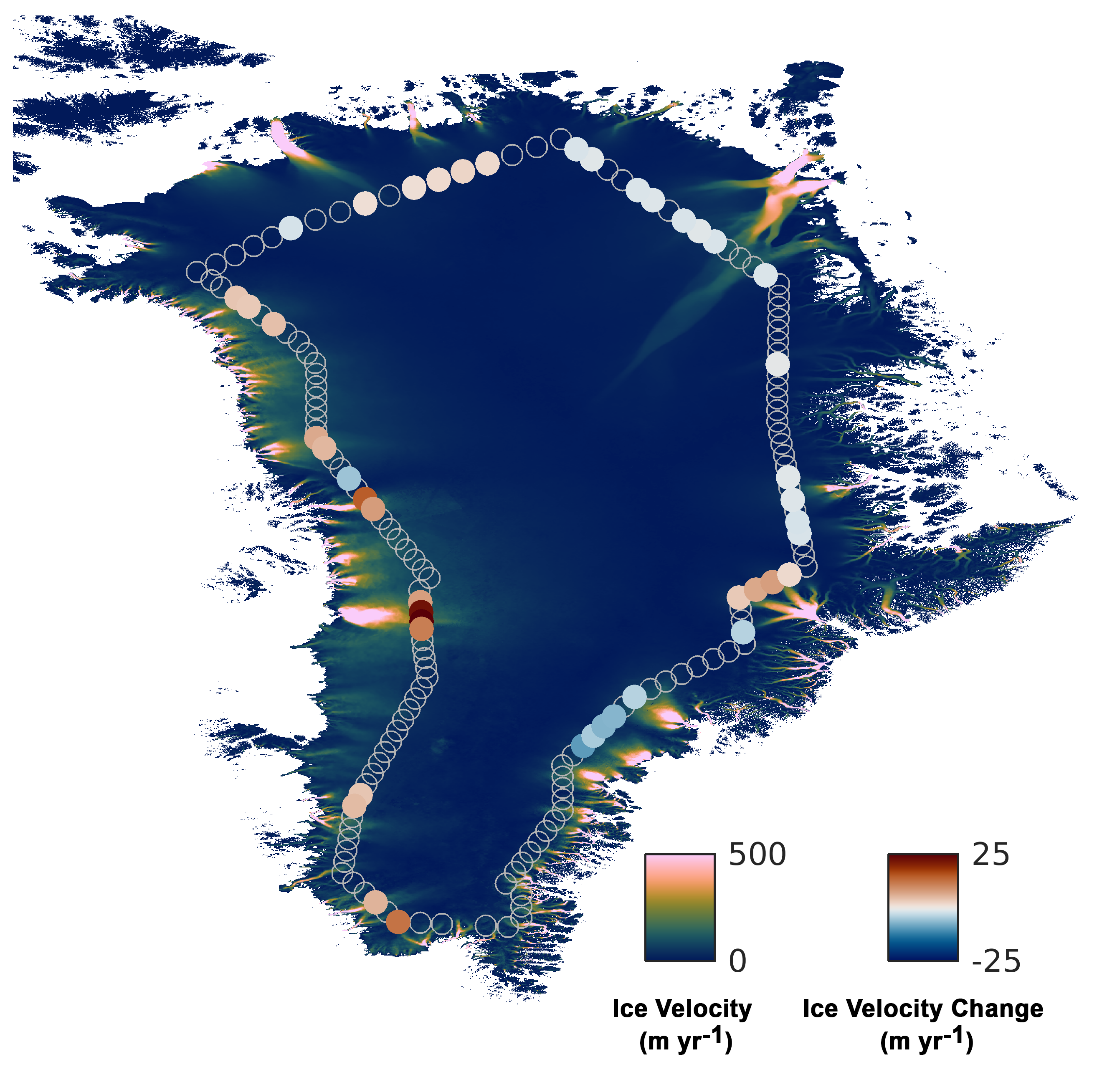 500
0
Ice Velocity
(m yr-1)
25
-25
Ice Velocity Change
(m yr-1)